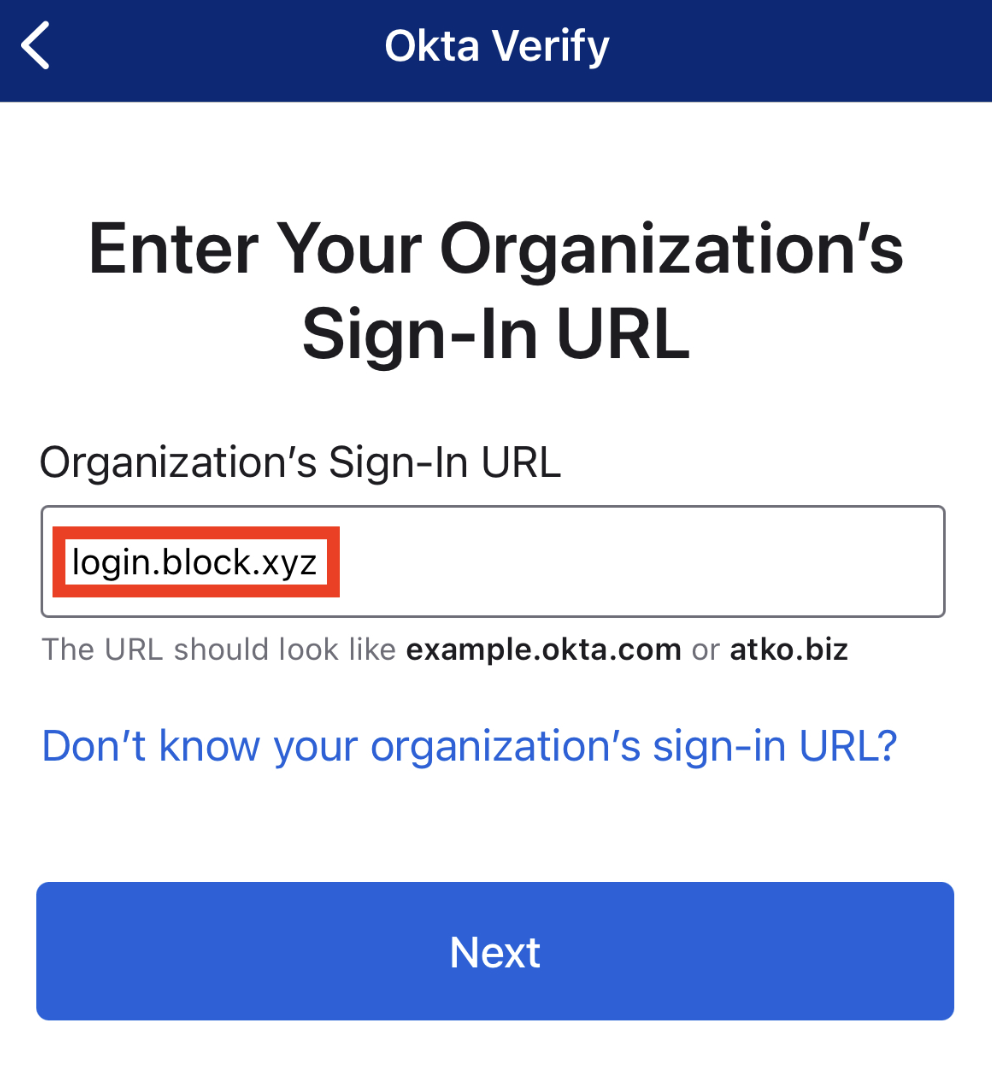 Okta Verify
Enter Your Organization’s
Sign-In URL
Organization’s Sign-In URL
login.block.xyz
The URL should look like example.okta.com or atko.biz
Don’t know your organization’s sign-in URL?
Next